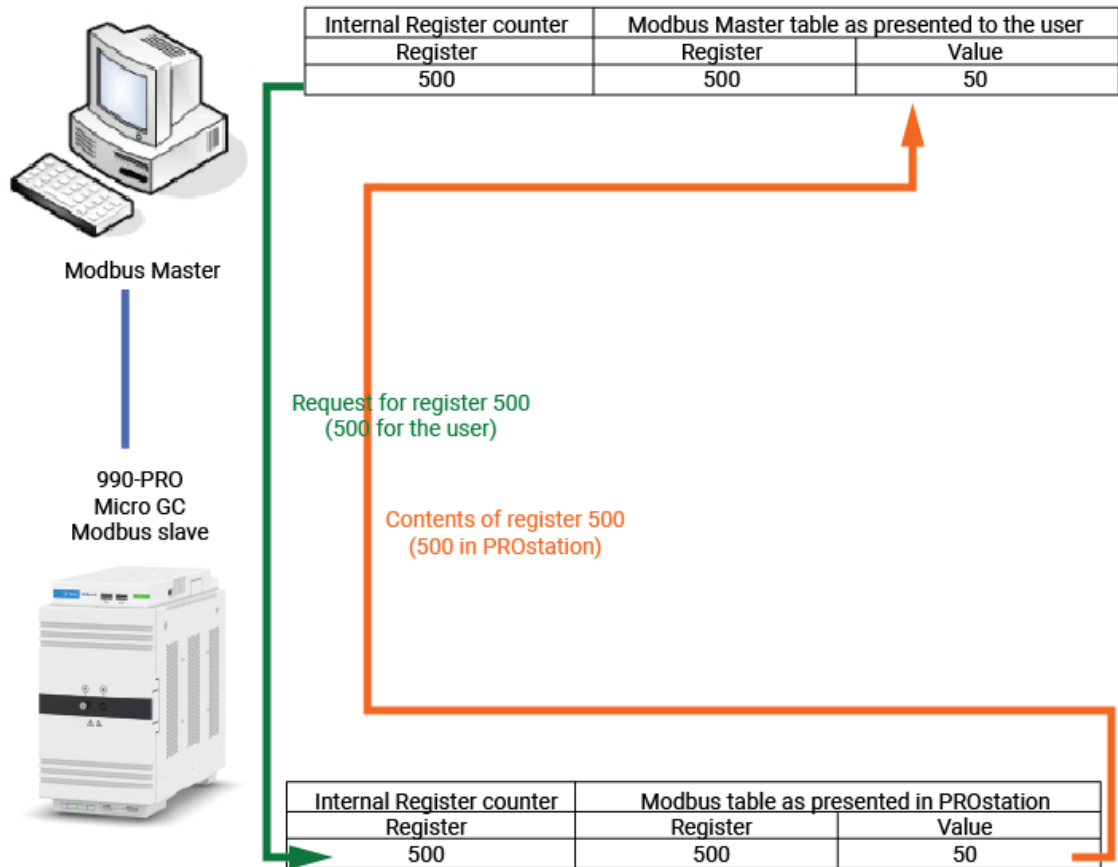 Internal Register counter Modbus Master table as presented to the user
Register Register Value
500 500 50
Modbus Master
Request for register 500
(500 for the user)
990-PRO
Micro GC
Modbus slave
Contents of register 500
(500 in PROstation)
Internal Register counter Modbus table as presented in PROstation
Register Register Value
500 500 50